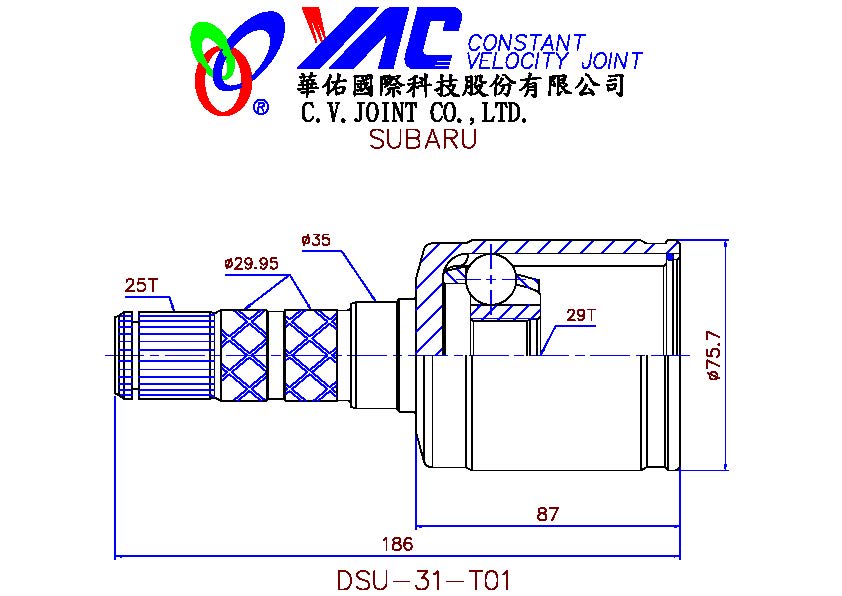 YAC CONSTANT
VELOCITY JOINT
®
華佑國際科技股份有限公司
C.V.JOINT CO.,LTD.
SUBARU
ø35
ø29.95
25T
29T
ø75.7
87
186
DSU-31-T01